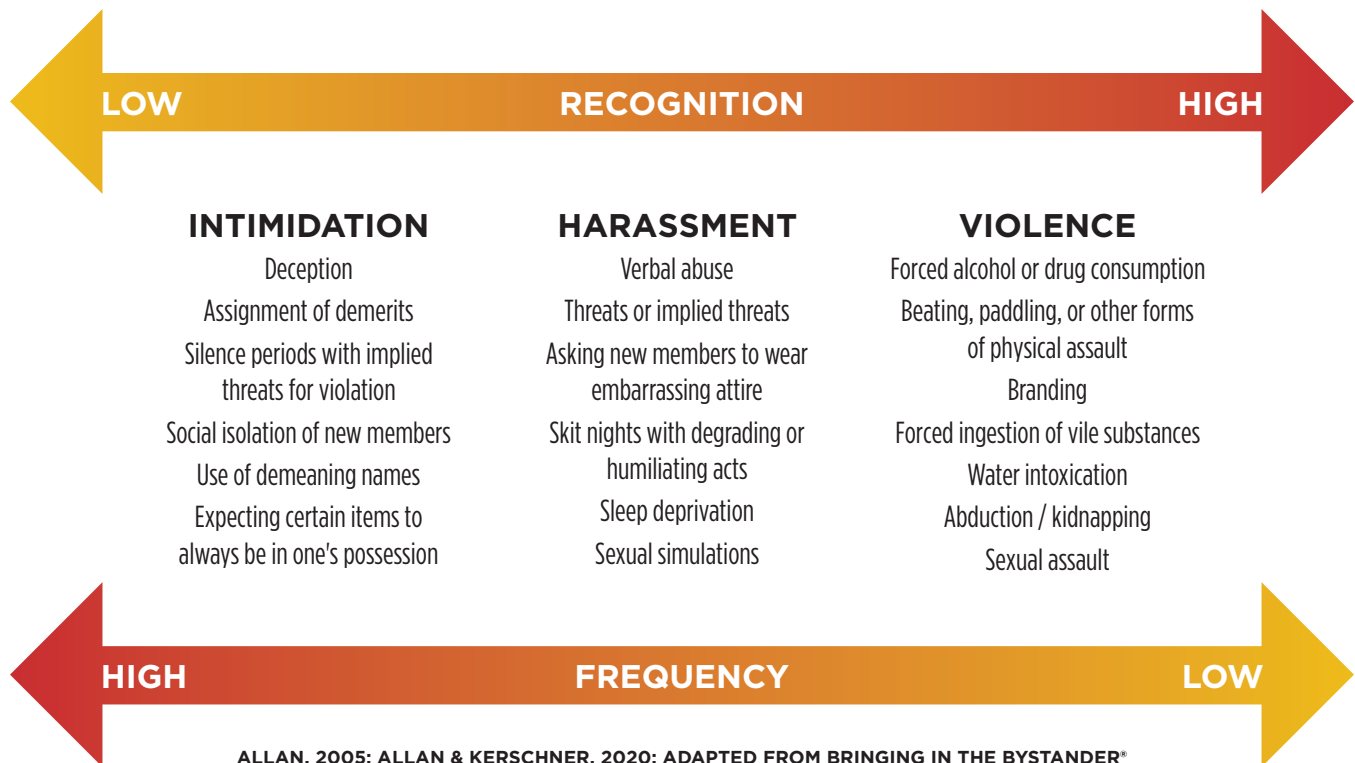 LOW RECOGNITION HIGH
INTIMIDATION
Deception
Assignment of demerits
Silence periods with implied
threats for violation
Social isolation of new members
Use of demeaning names
Expecting certain items to
always be in one's possession
HARASSMENT
Verbal abuse
Threats or implied threats
Asking new members to wear
embarrassing attire
Skit nights with degrading or
humiliating acts
Sleep deprivation
Sexual simulations
VIOLENCE
Forced alcohol or drug consumption
Beating, paddling, or other forms
of physical assault
Branding
Forced ingestion of vile substances
Water intoxication
Abduction / kidnapping
Sexual assault
HIGH FREQUENCY LOW
ALLAN, 2005; ALLAN & KERSCHNER, 2020; ADAPTED FROM BRINGING IN THE BYSTANDER®